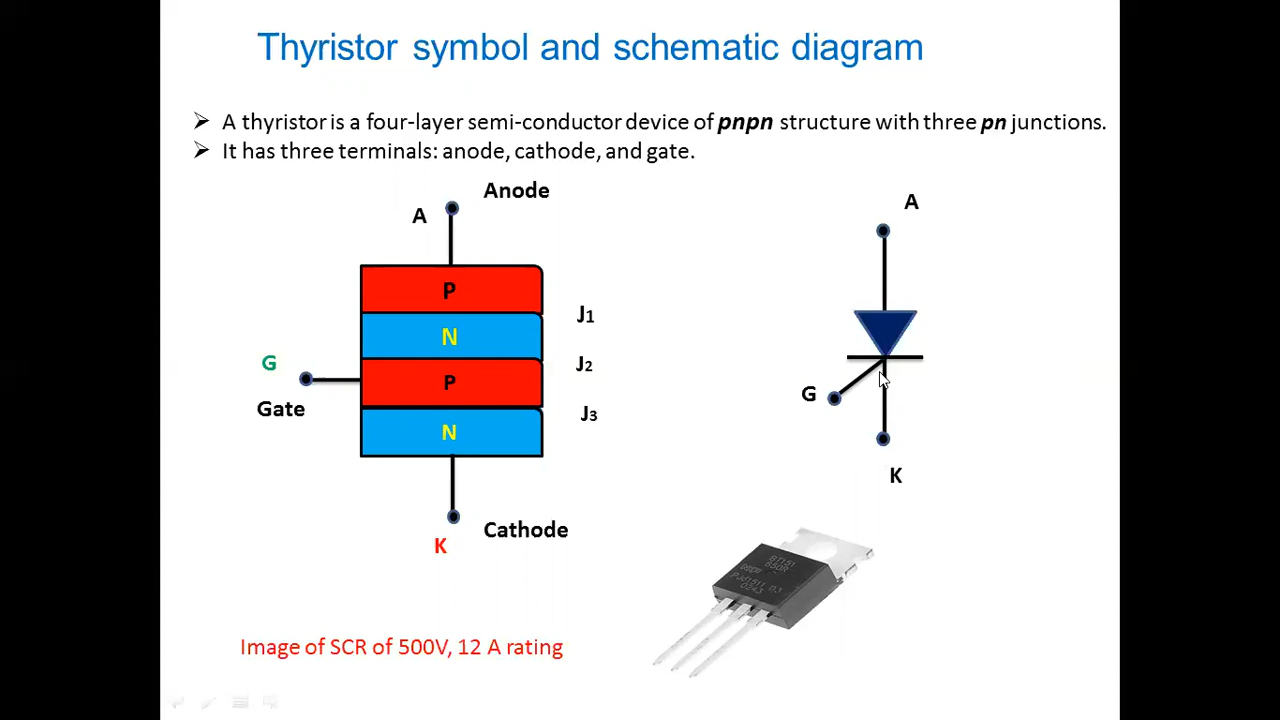 Thyristor symbol and schematic diagram
➢ A thyristor is a four-layer semi-conductor device of pnpn structure with three pn junctions.
➢ It has three terminals: anode, cathode, and gate.
Anode
A
P
J1
N
G
J2
P
Gate
J3
N
Cathode
K
A
G
K
BT151
Image of SCR of 500V, 12 A rating